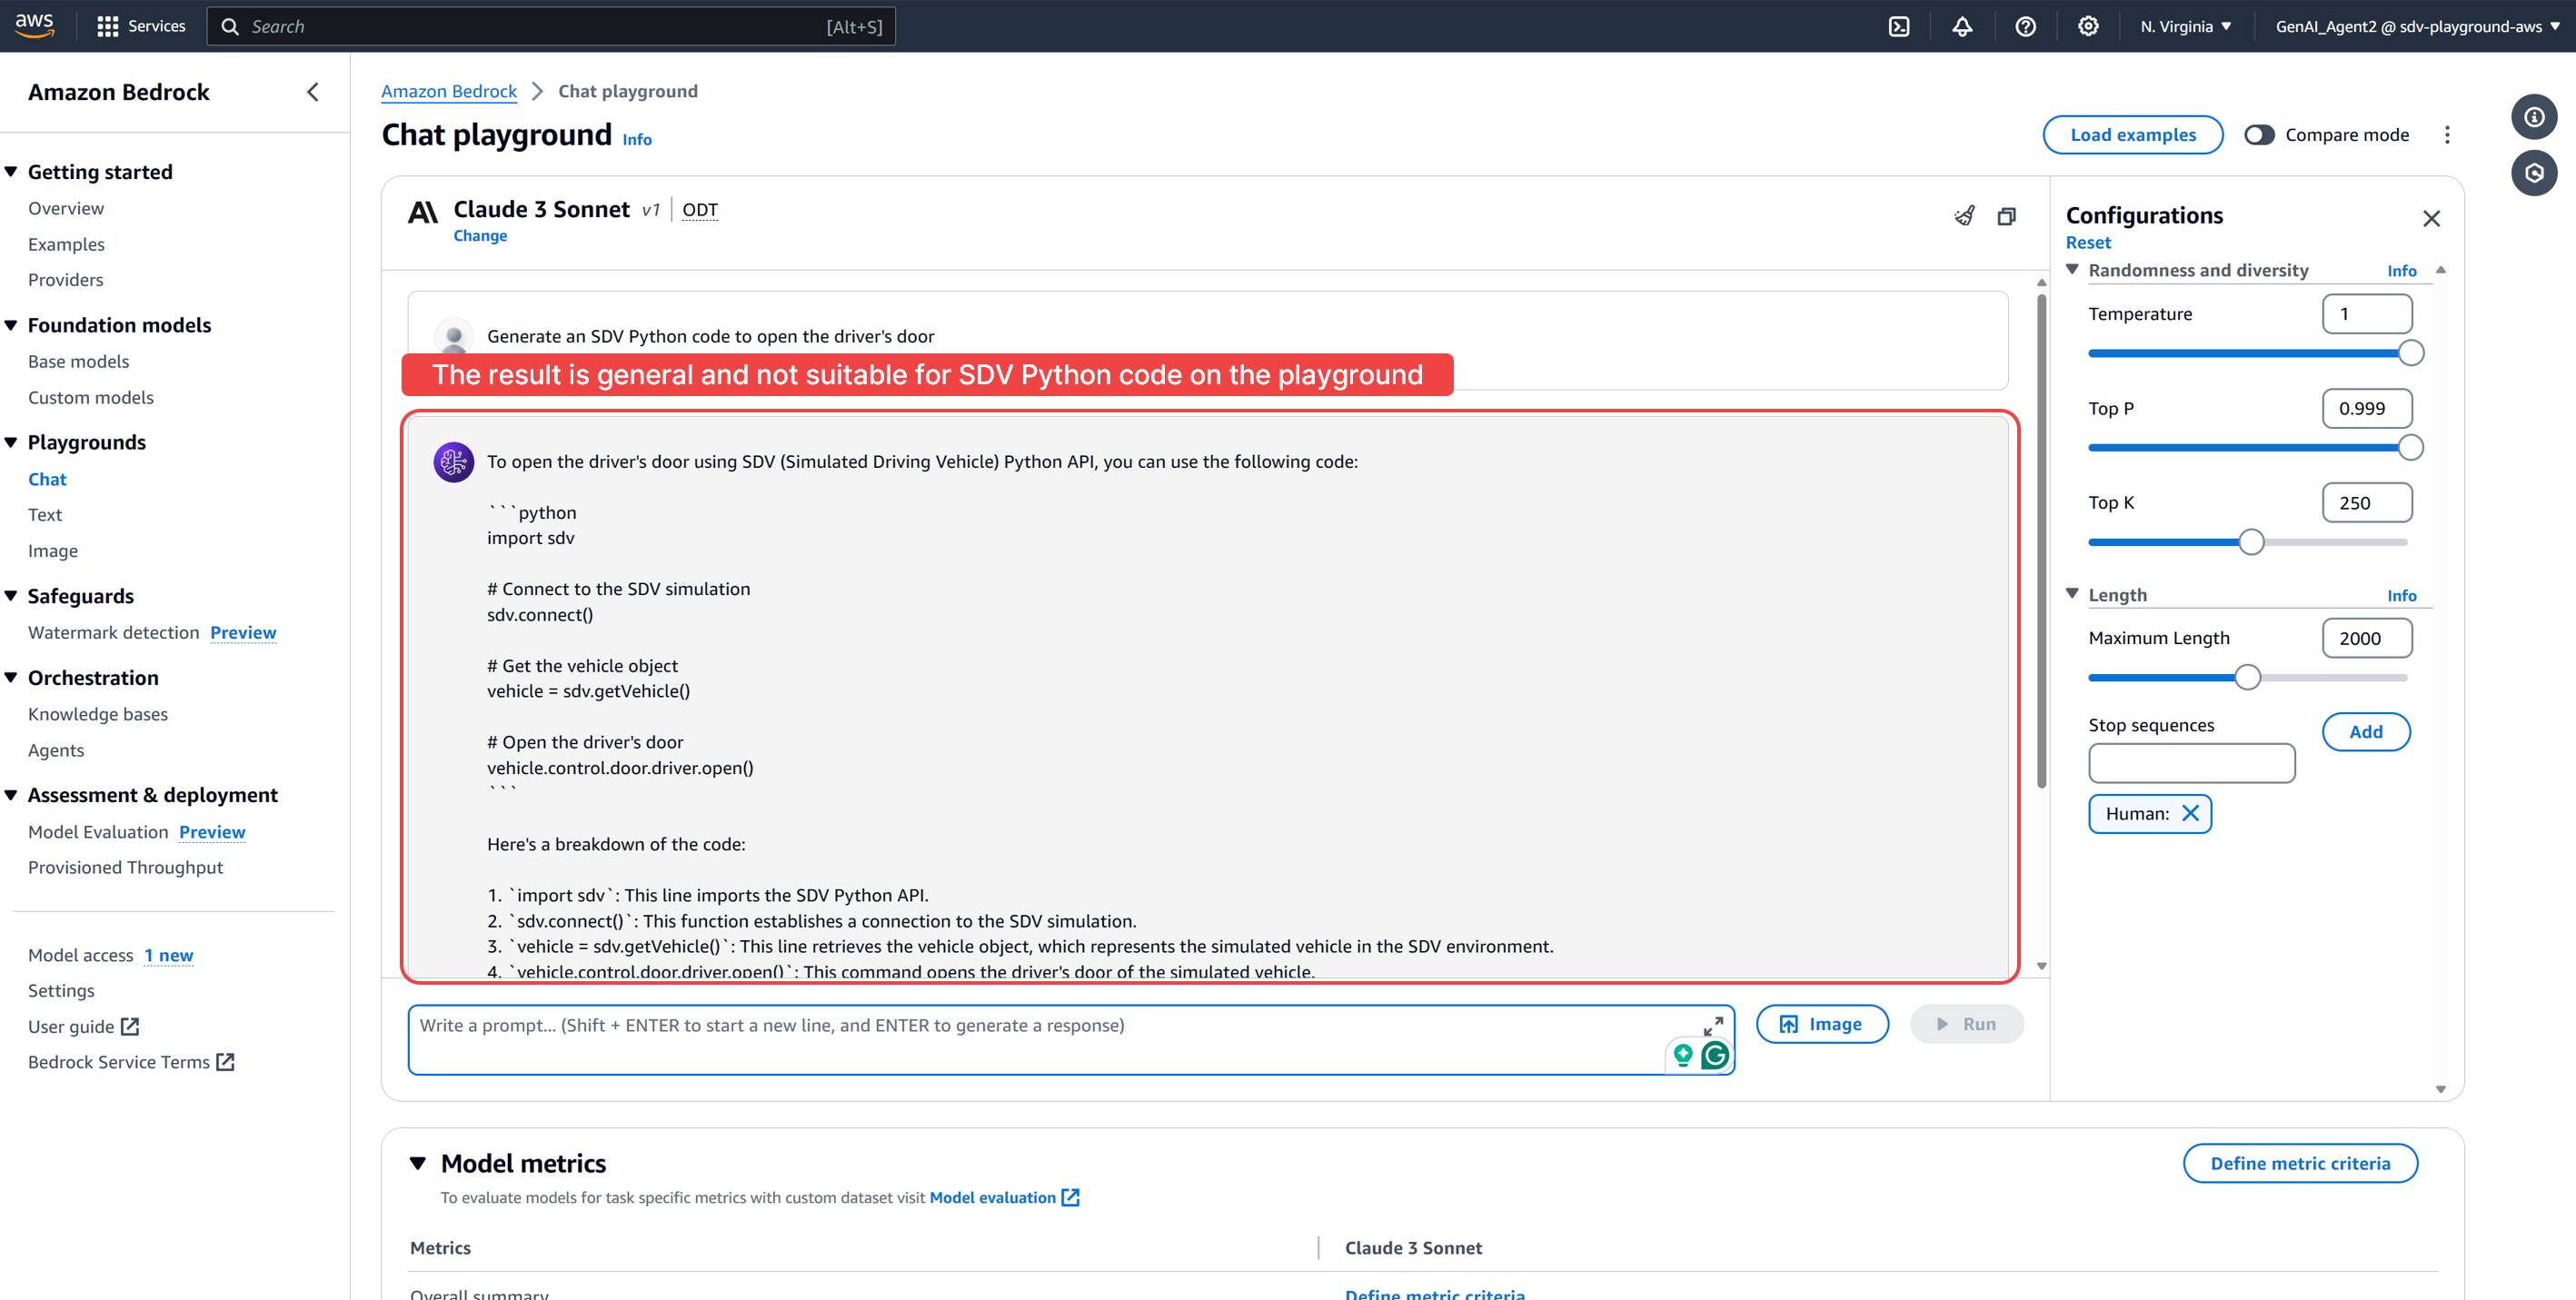 aws
Services
Search
[Alt+S]
N. Virginia
GenAI_Agent2 @ sdv-playground-aws
Amazon Bedrock
Getting started
Overview
Examples
Providers
Foundation models
Base models
Custom models
Playgrounds
Chat
Text
Image
Safeguards
Watermark detection Preview
Orchestration
Knowledge bases
Agents
Assessment & deployment
Model Evaluation Preview
Provisioned Throughput
Model access 1 new
Settings
User guide
Bedrock Service Terms
Amazon Bedrock > Chat playground
Chat playground Info
Load examples
Compare mode
Claude 3 Sonnet v1 | ODT
Change
Generate an SDV Python code to open the driver's door
The result is general and not suitable for SDV Python code on the playground
To open the driver's door using SDV (Simulated Driving Vehicle) Python API, you can use the following code:
```python
import sdv
# Connect to the SDV simulation
sdv.connect()
# Get the vehicle object
vehicle = sdv.getVehicle()
# Open the driver's door
vehicle.control.door.driver.open()
```
Here's a breakdown of the code:
1. `import sdv`: This line imports the SDV Python API.
2. `sdv.connect()`: This function establishes a connection to the SDV simulation.
3. `vehicle = sdv.getVehicle()`: This line retrieves the vehicle object, which represents the simulated vehicle in the SDV environment.
4. `vehicle.control.door.driver.open()`: This command opens the driver's door of the simulated vehicle.
Write a prompt... (Shift + ENTER to start a new line, and ENTER to generate a response)
Image
Run
Configurations
Reset
Randomness and diversity Info
Temperature 1
Top P 0.999
Top K 250
Length Info
Maximum Length 2000
Stop sequences
Add
Human:
Model metrics
Define metric criteria
To evaluate models for task specific metrics with custom dataset visit Model evaluation
Metrics
Claude 3 Sonnet
Overall summary
Define metric criteria